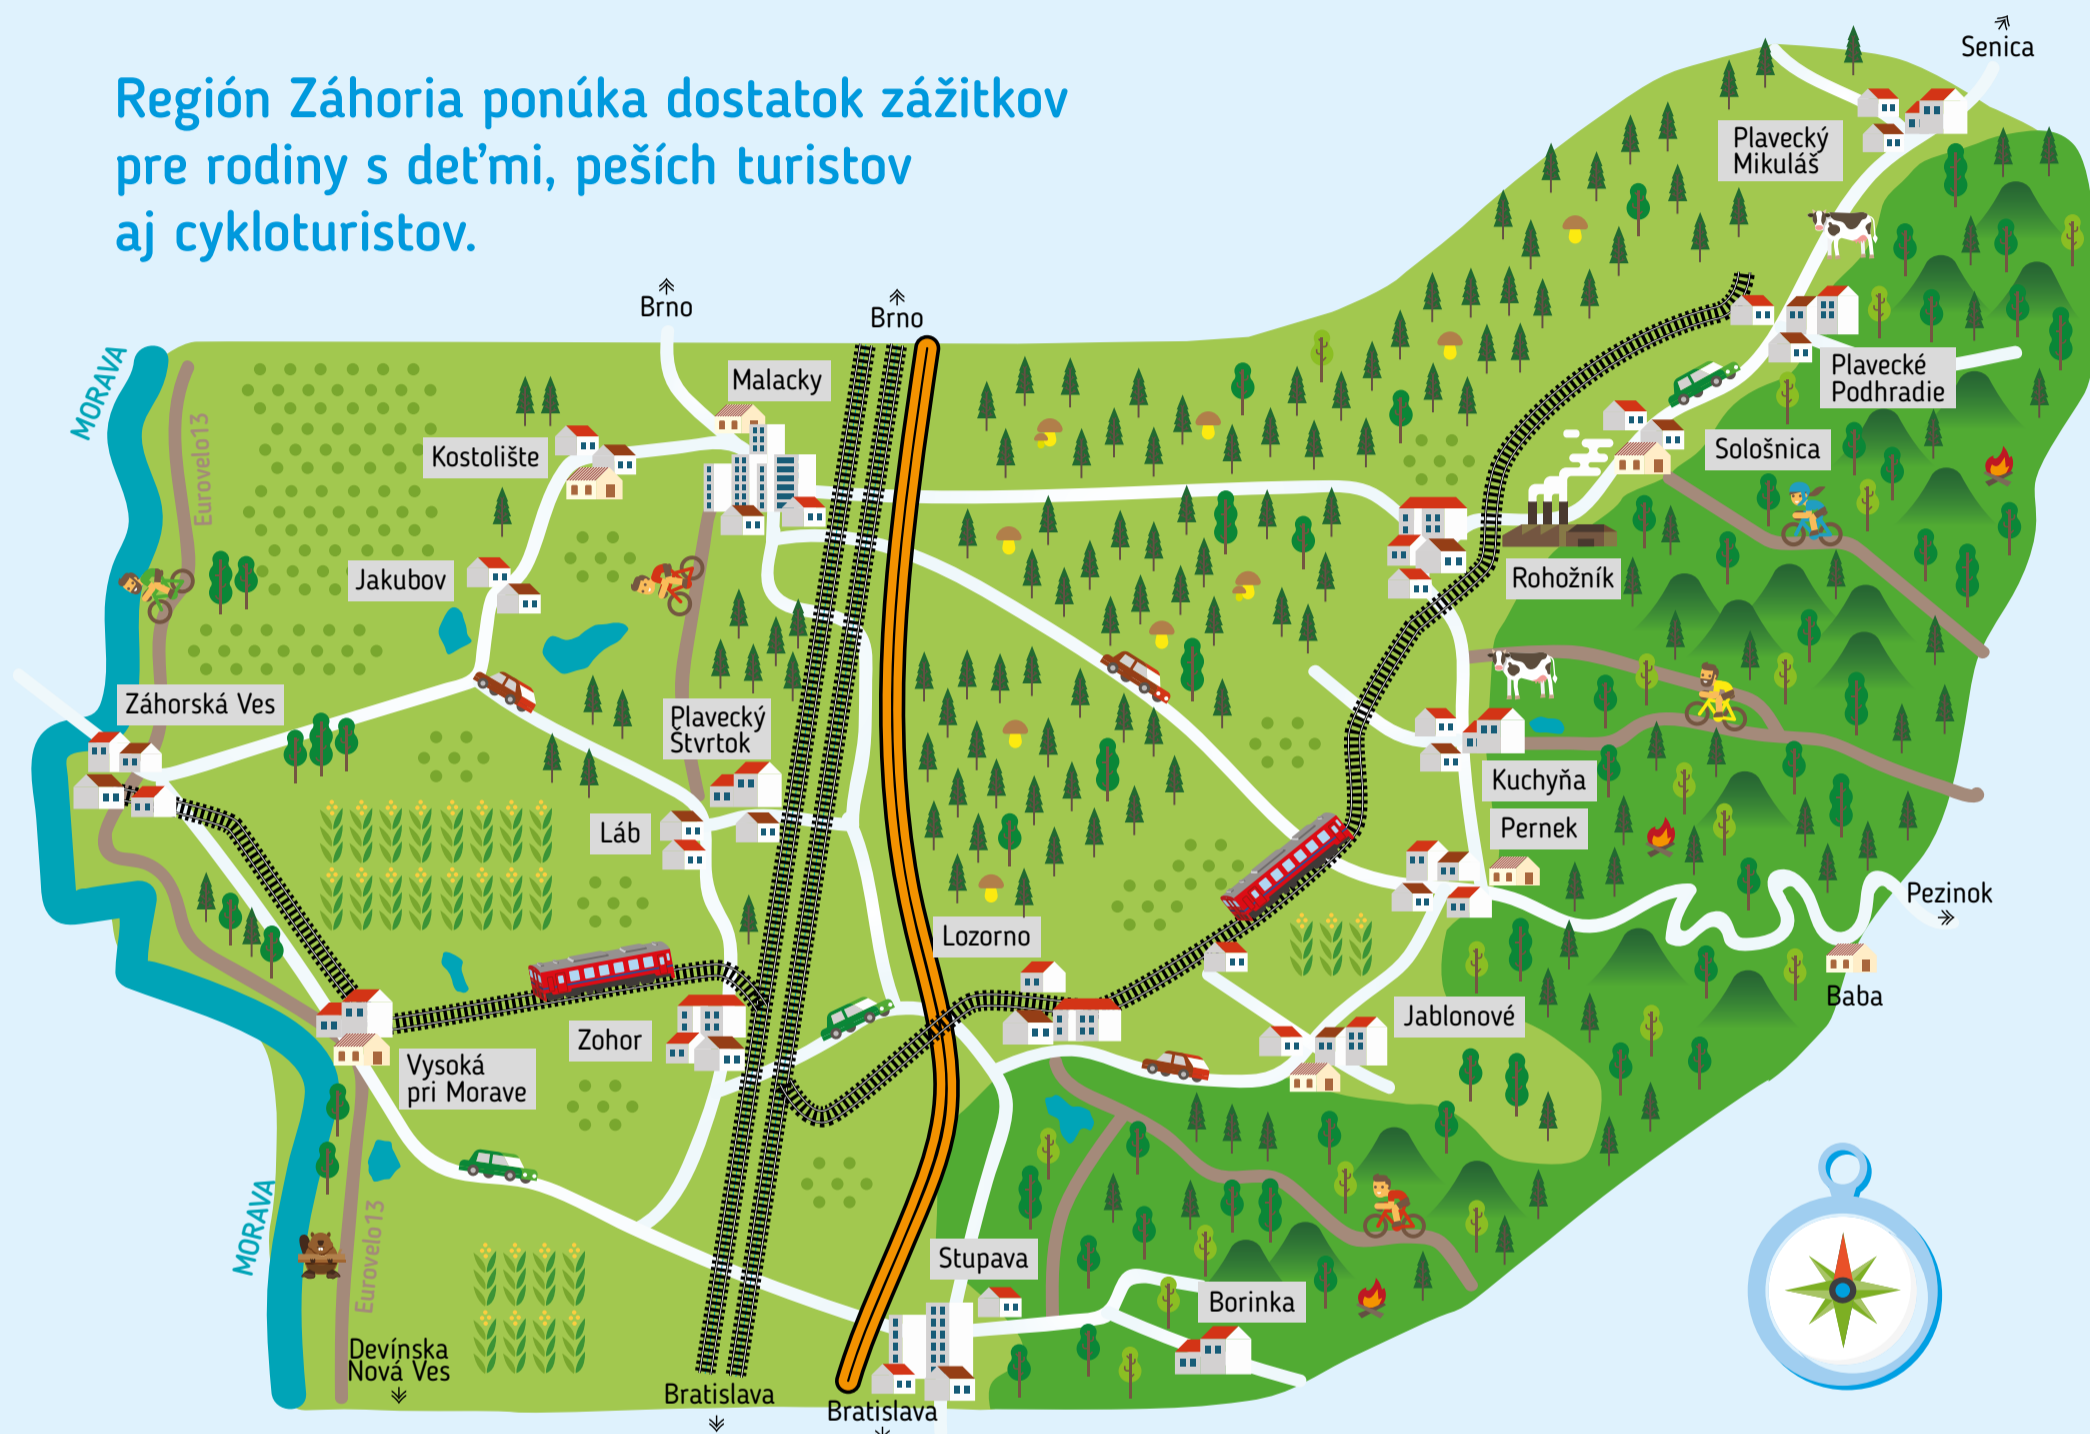 Región Záhoria ponúka dostatok zážitkov
pre rodiny s deťmi, peších turistov
aj cykloturistov.
Senica
Plavecký
Mikuláš
Brno
Brno
MORAVA
Malacky
Plavecké
Podhradie
Eurovelo13
Kostolište
Sološnica
Jakubov
Rohožník
Záhorská Ves
Plavecký
Štvrtok
Kuchyňa
Láb
Pernek
Pezinok
Lozorno
Baba
Jablonové
Zohor
Vysoká
pri Morave
MORAVA
Eurovelo13
Stupava
Borinka
Devínska
Nová Ves
Bratislava
Bratislava